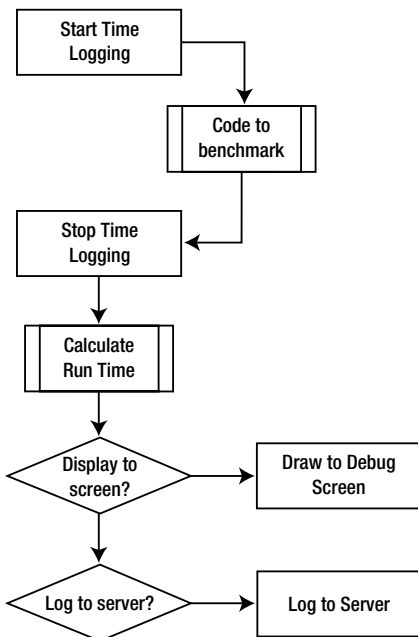 Start Time
Logging
Code to
benchmark
Stop Time
Logging
Calculate
Run Time
Display to
screen?
Draw to Debug
Screen
Log to server?
Log to Server